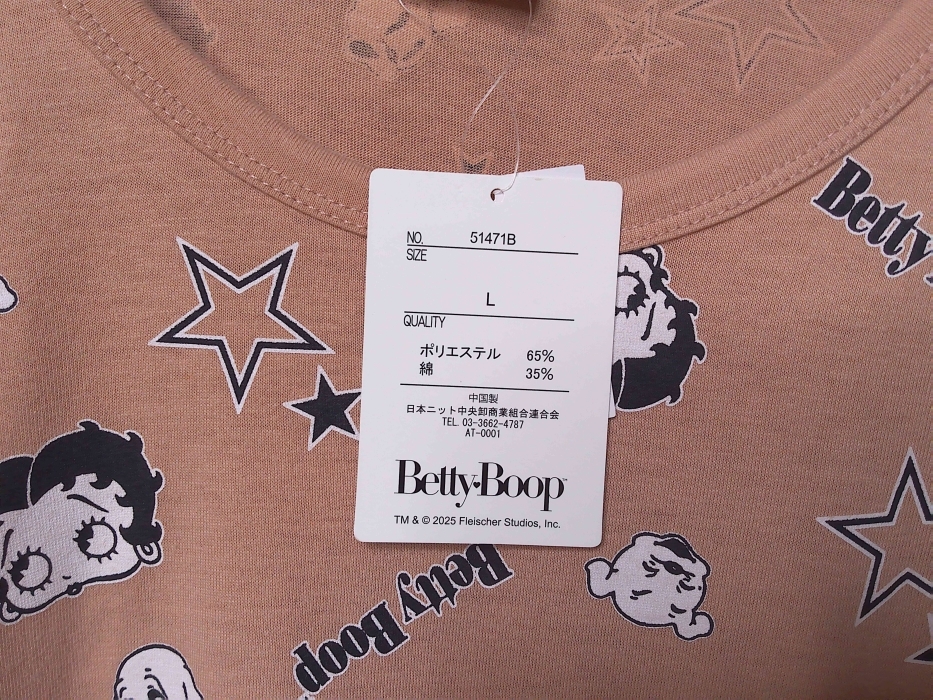 NO. 51471B
SIZE
L
QUALITY
ポリエステル 65%
綿 35%
中国製
日本ニット中央卸商業組合連合会
TEL. 03-3662-4787
AT-0001
Betty Boop™
TM & © 2025 Fleischer Studios, Inc.
Betty
Betty Boop